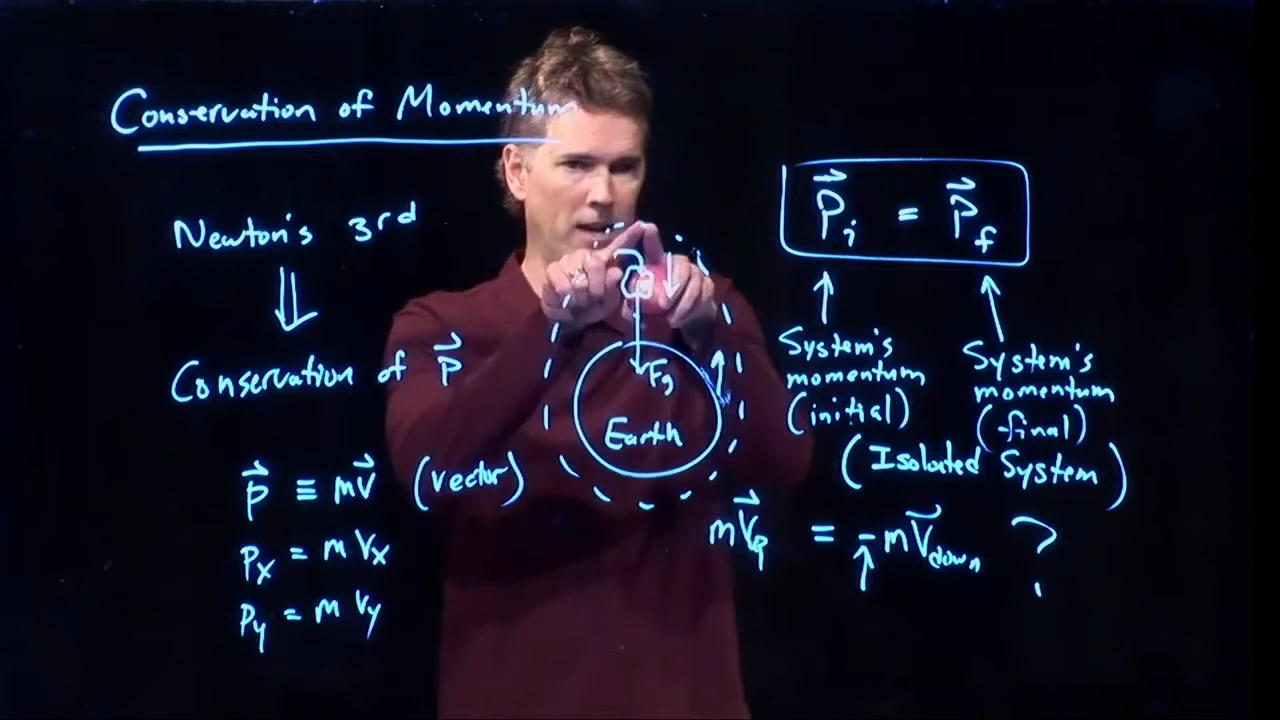 Conservation of Momentum
Newton's 3rd
⇓
Conservation of P⃗
p⃗ ≡ mv⃗ (vector)
Px = m Vx
Py = m Vy
Fg
Earth
P⃗i = P⃗f
System's
momentum
(initial)
System's
momentum
(final)
(Isolated System)
= -mV⃗down ?